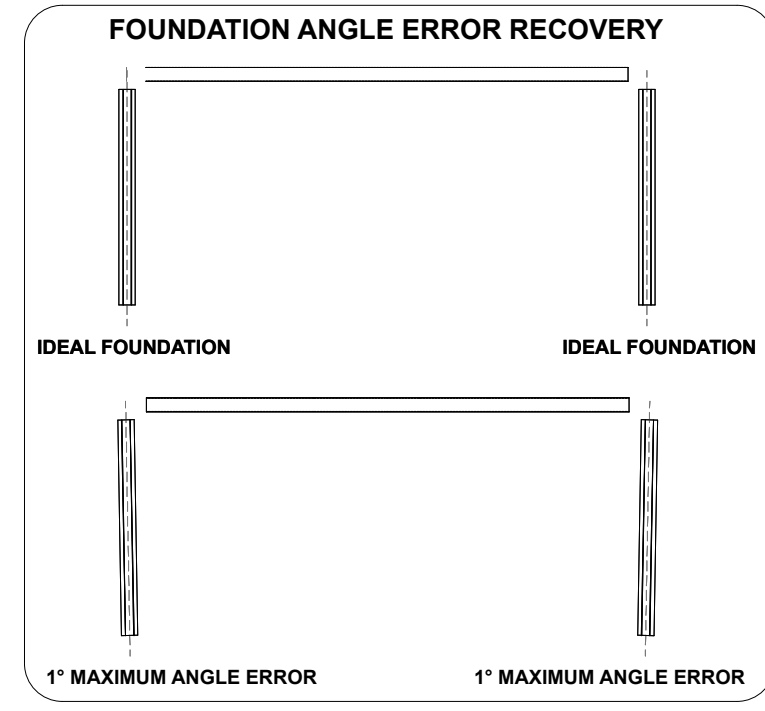 FOUNDATION ANGLE ERROR RECOVERY
IDEAL FOUNDATION
IDEAL FOUNDATION
1° MAXIMUM ANGLE ERROR
1° MAXIMUM ANGLE ERROR